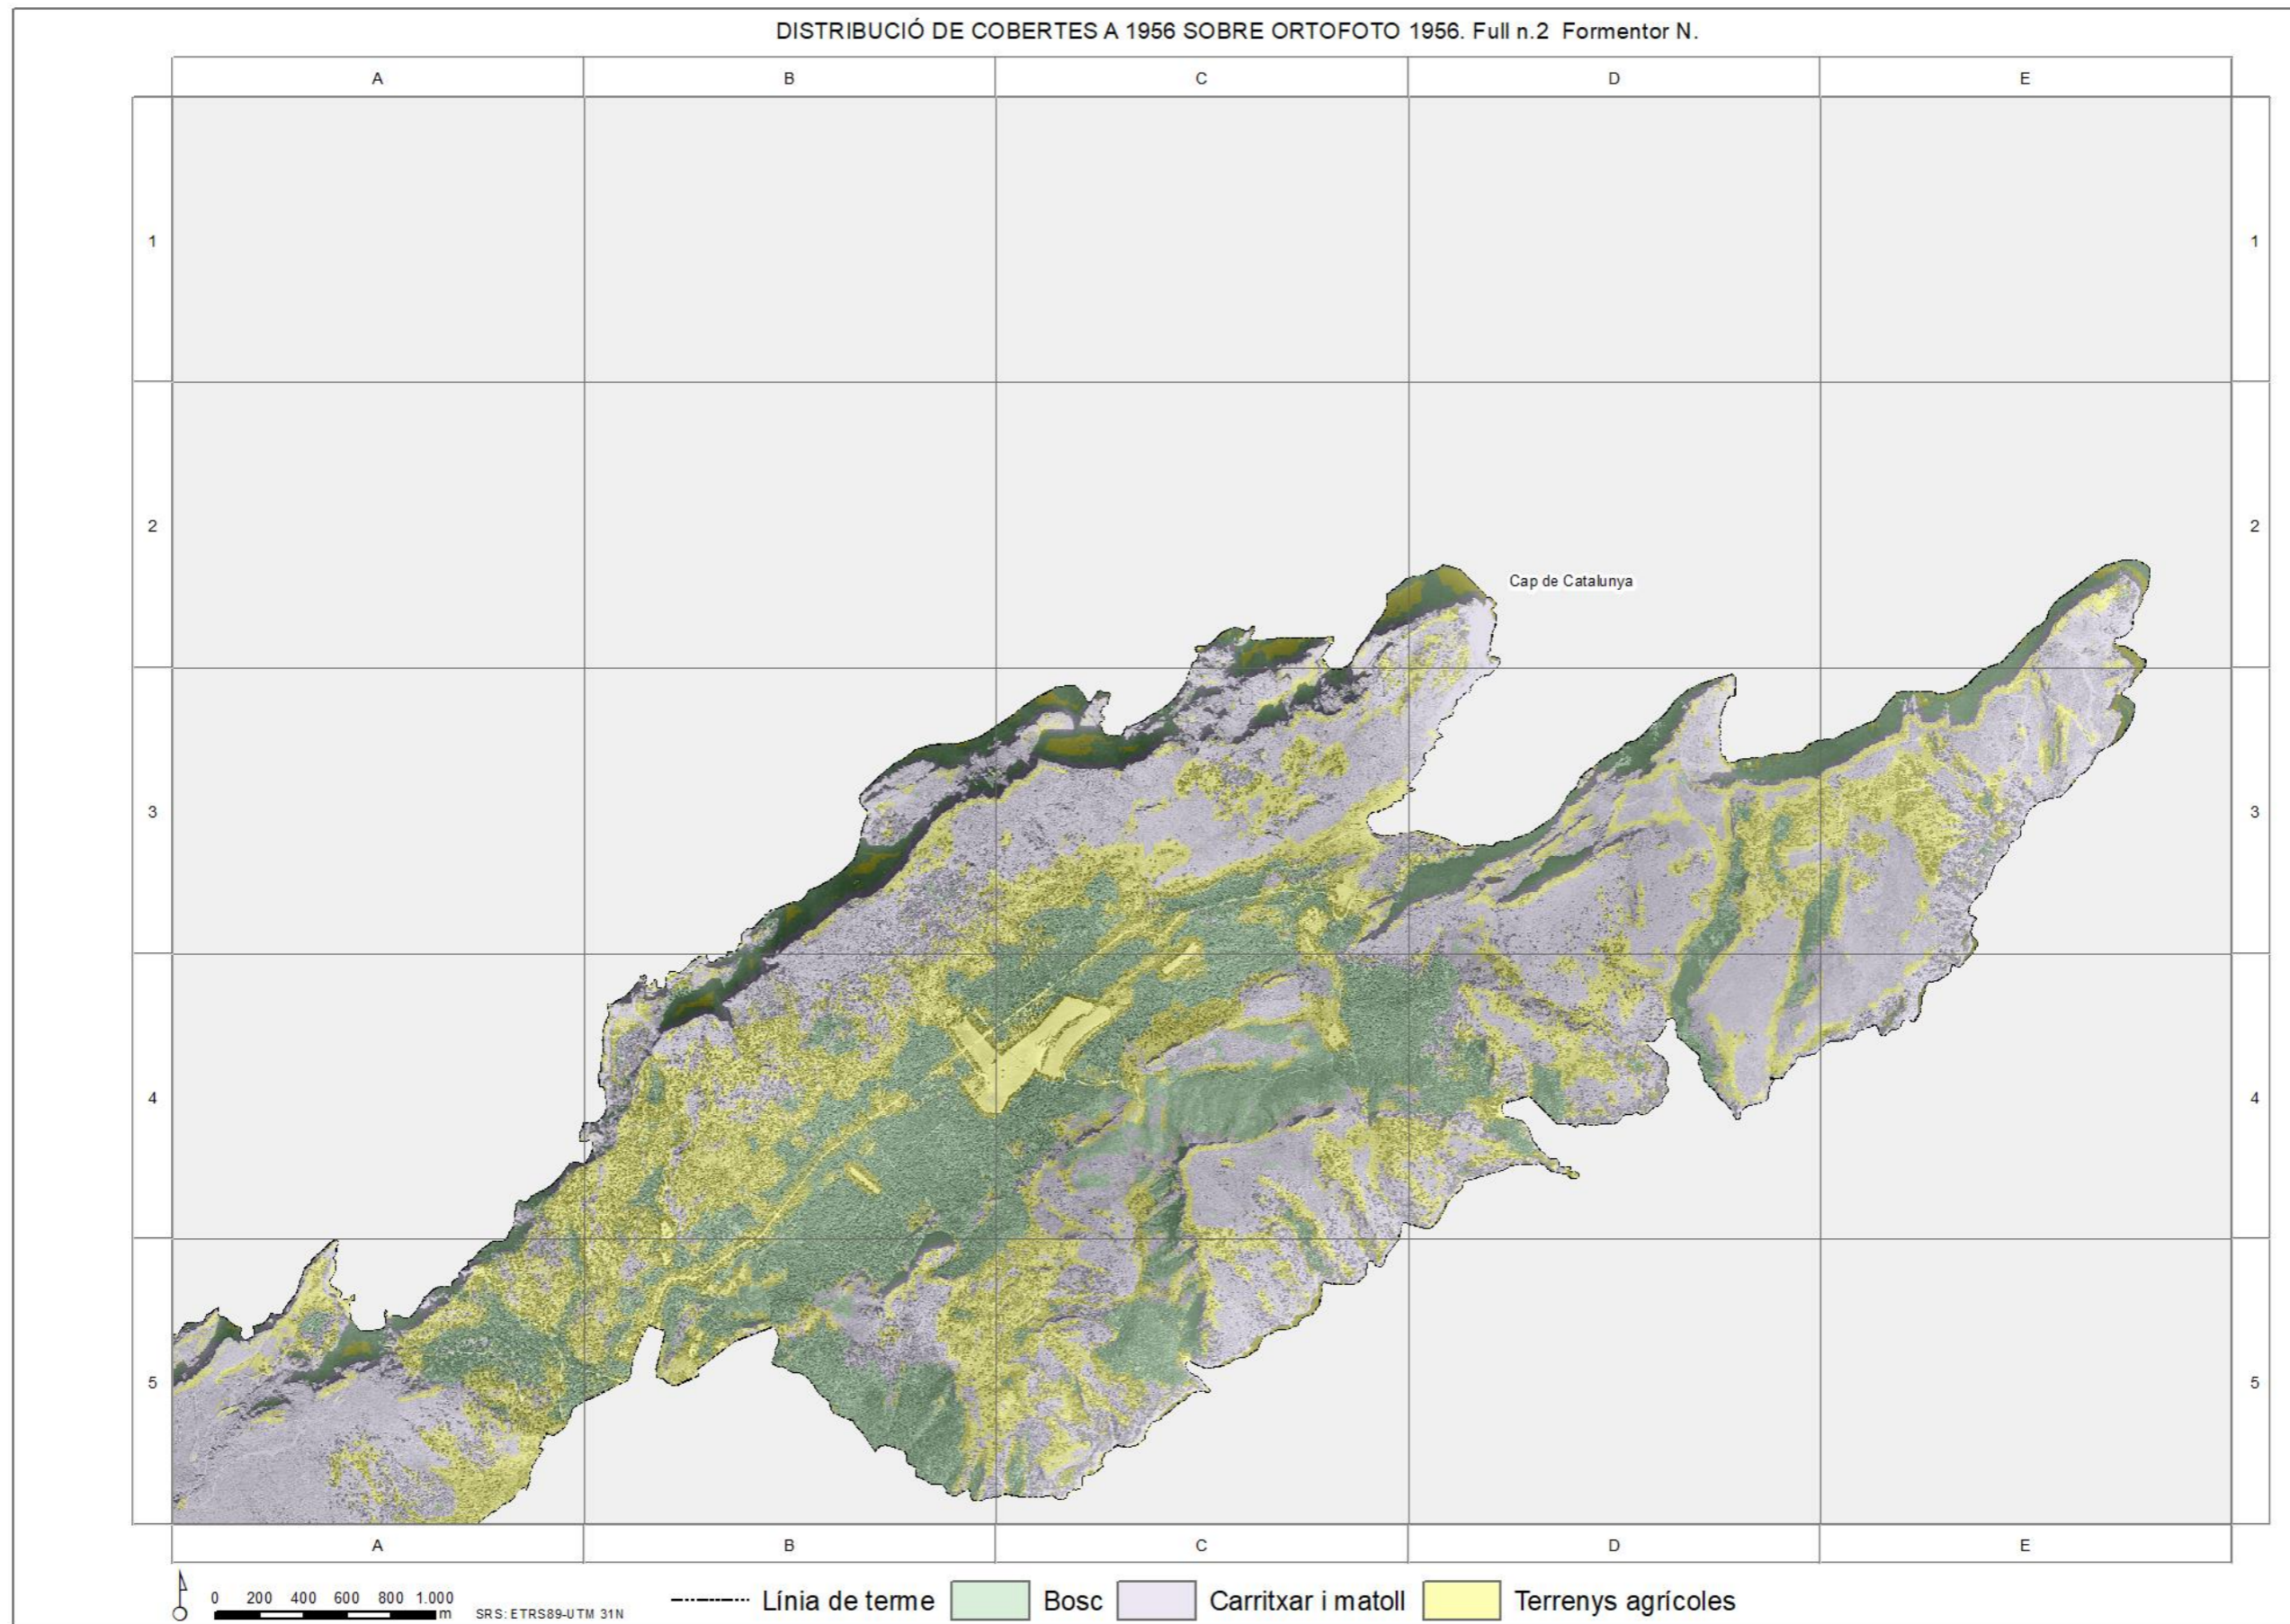 DISTRIBUCIÓ DE COBERTES A 1956 SOBRE ORTOFOTO 1956. Full n.2 Formentor N.
A B C D E
1 1
2 2
Cap de Catalunya
3 3
4 4
5 5
A B C D E
0 200 400 600 800 1.000
m
SRS: ETRS89-UTM 31N
Línia de terme
Bosc
Carritxar i matoll
Terrenys agrícoles